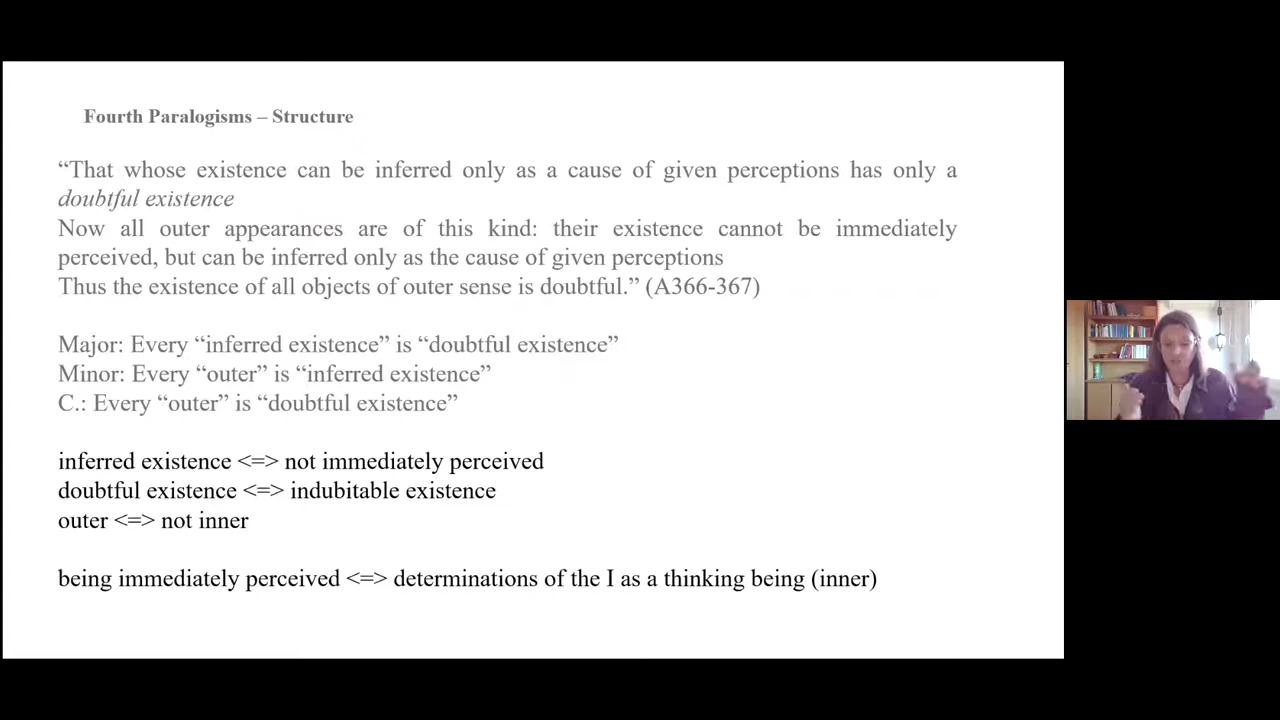 Fourth Paralogisms – Structure
“That whose existence can be inferred only as a cause of given perceptions has only a
doubtful existence
Now all outer appearances are of this kind: their existence cannot be immediately
perceived, but can be inferred only as the cause of given perceptions
Thus the existence of all objects of outer sense is doubtful.” (A366-367)
Major: Every “inferred existence” is “doubtful existence”
Minor: Every “outer” is “inferred existence”
C.: Every “outer” is “doubtful existence”
inferred existence <=> not immediately perceived
doubtful existence <=> indubitable existence
outer <=> not inner
being immediately perceived <=> determinations of the I as a thinking being (inner)